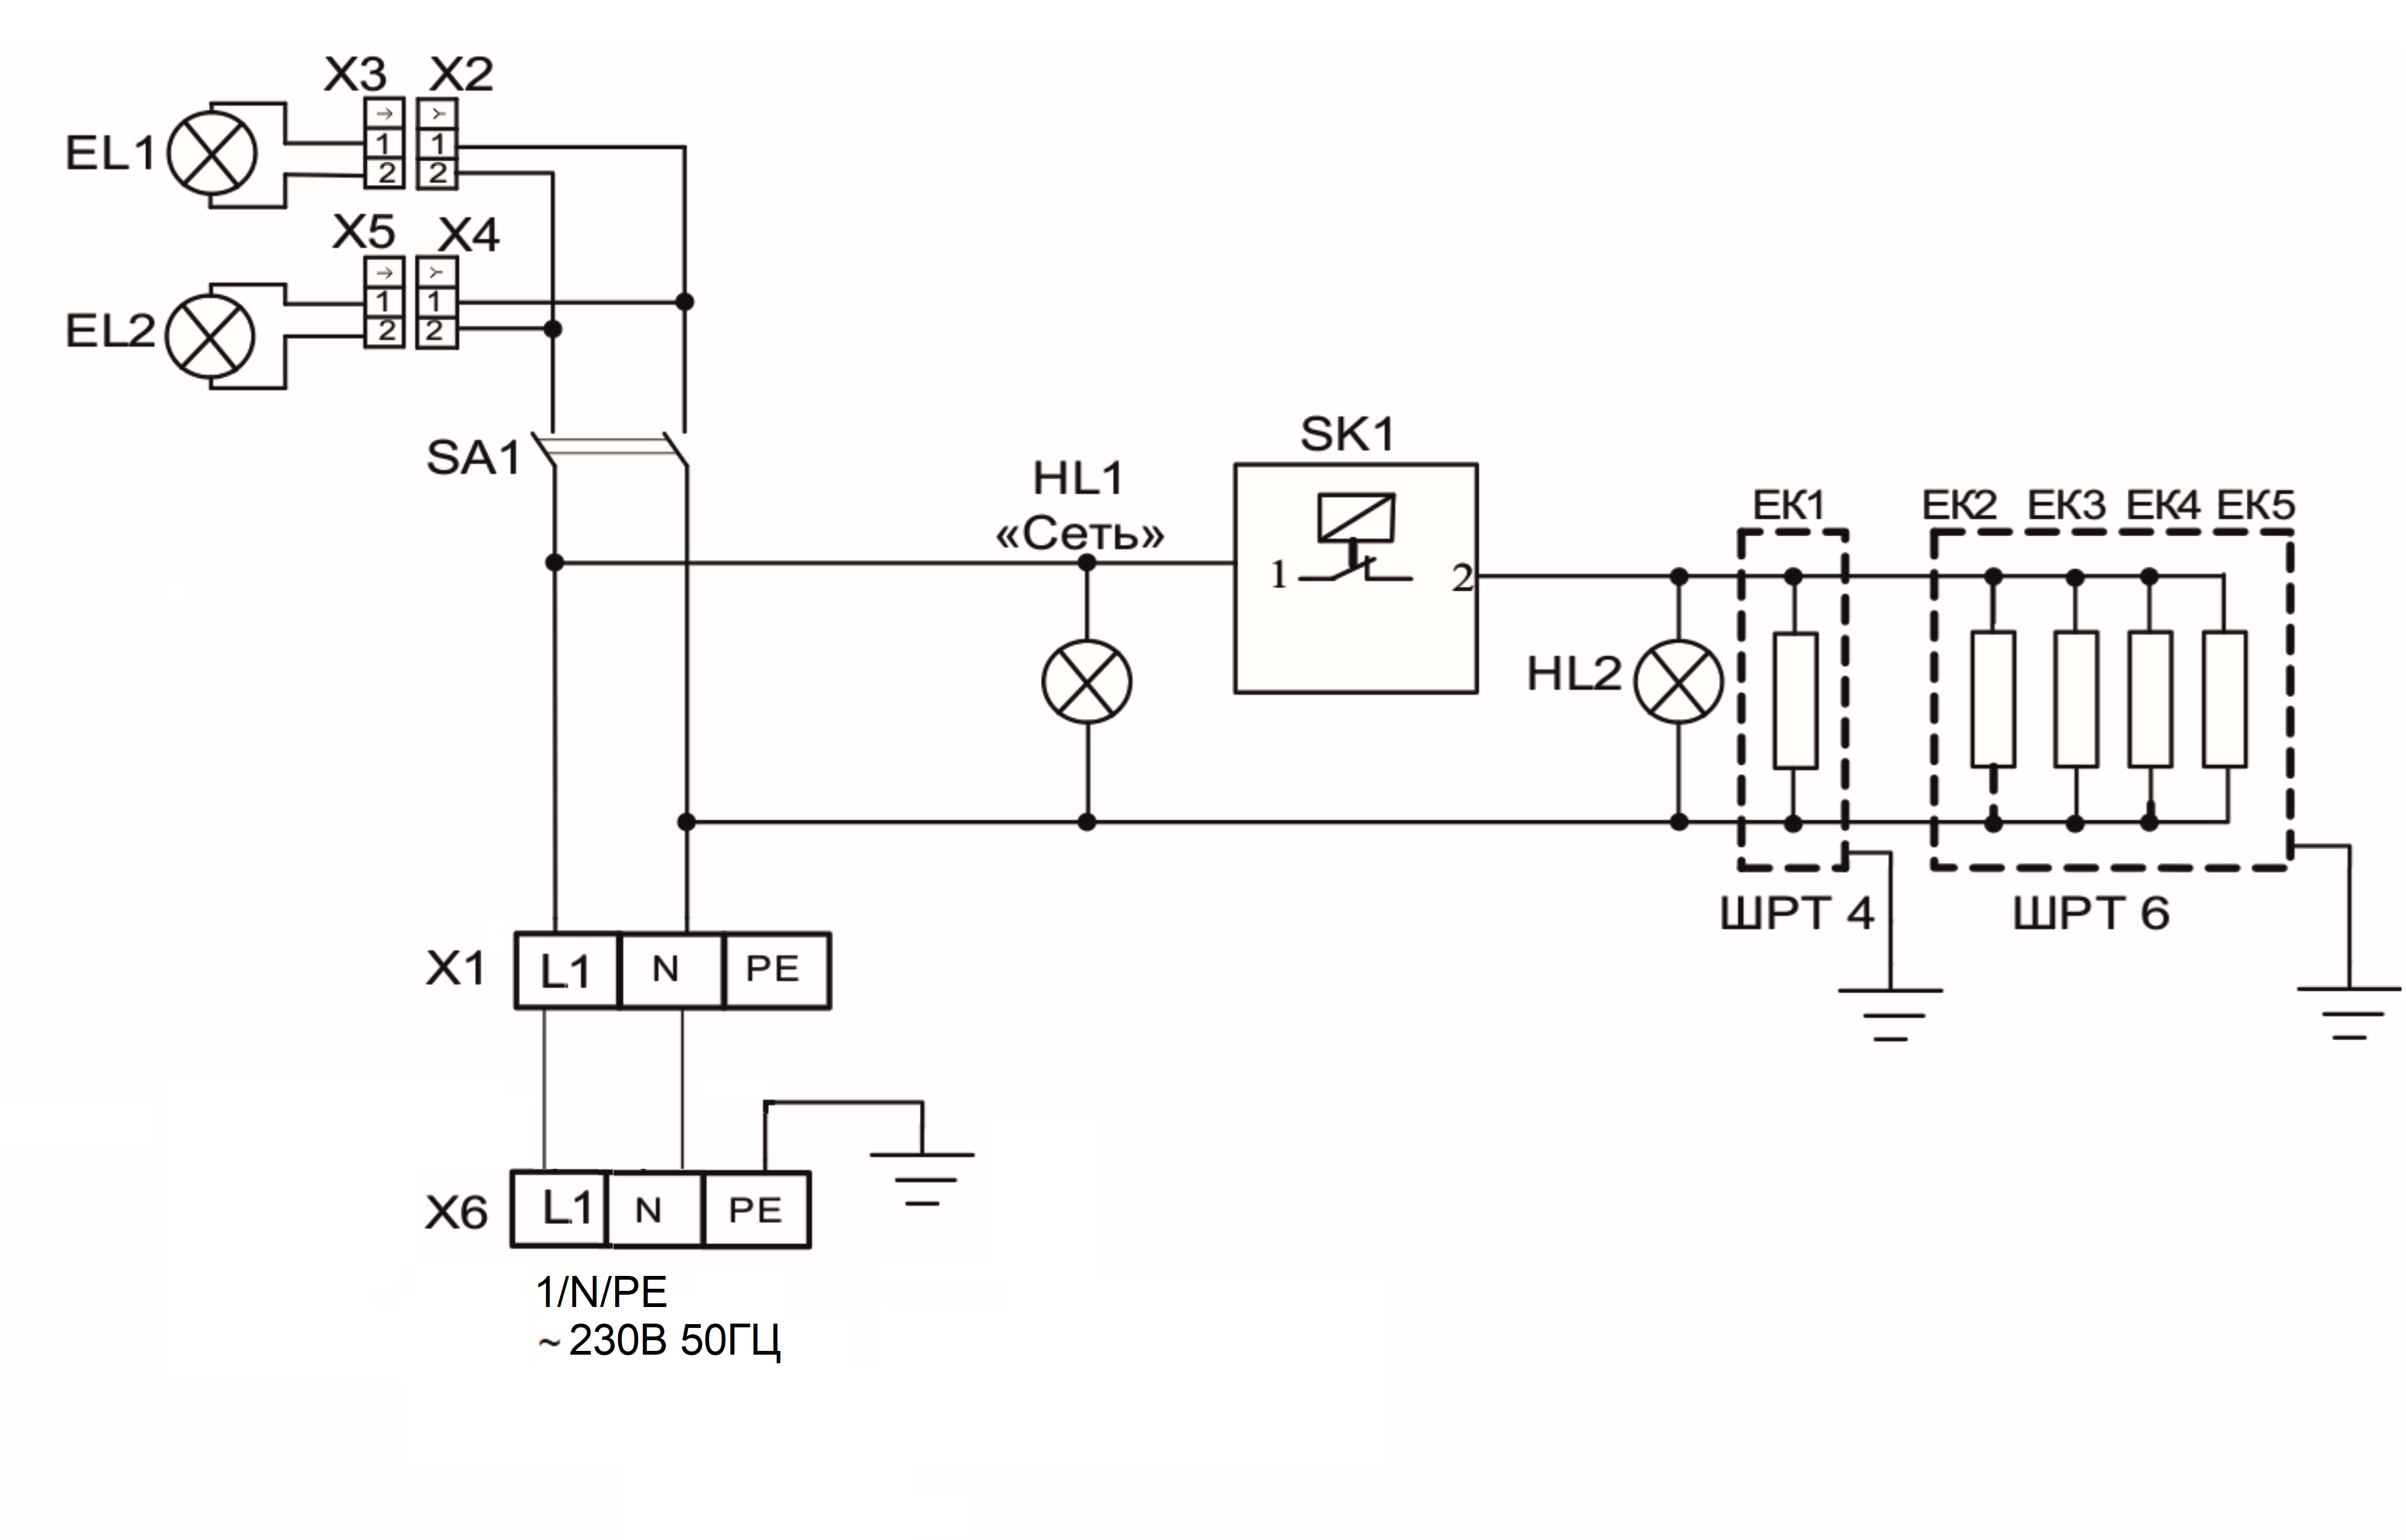 X3 X2
EL1
1 1
2 2
X5 X4
EL2
1 1
2 2
SA1
HL1
«Сеть»
SK1
1 2
HL2
EK1 EK2 EK3 EK4 EK5
ШРТ 4 ШРТ 6
X1 L1 N PE
X6 L1 N PE
1/N/PE
~ 230В 50ГЦ